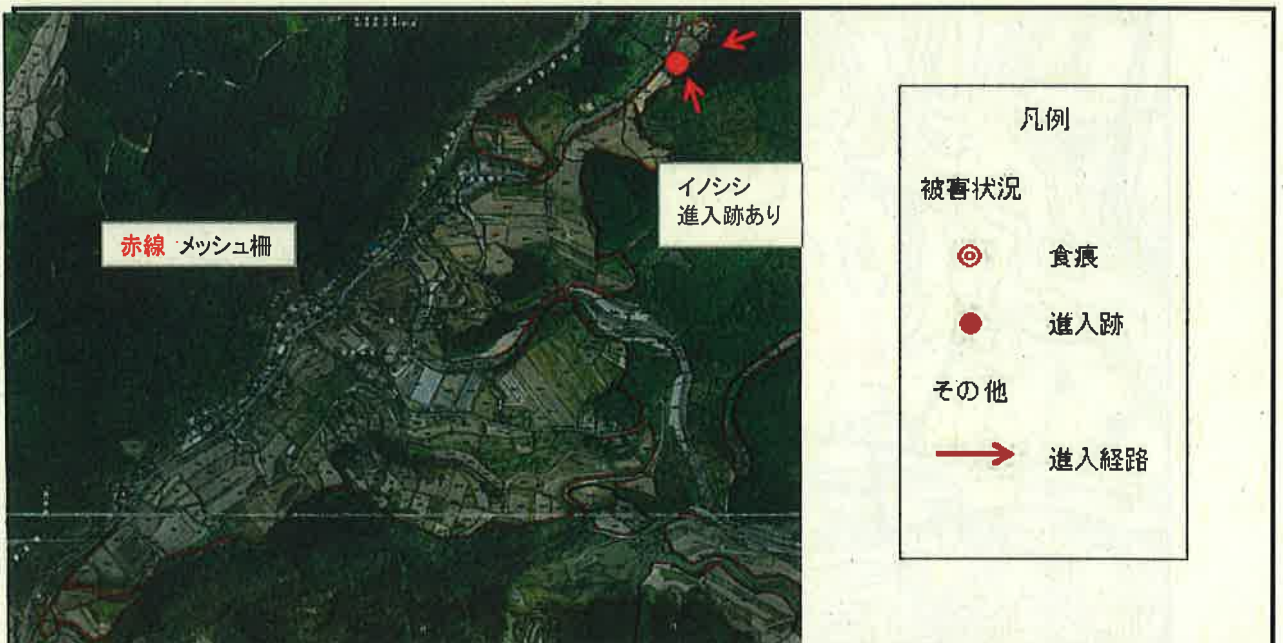 赤線 メッシュ柵
イノシシ
進入跡あり
凡例
被害状況
食痕
進入跡
その他
進入経路